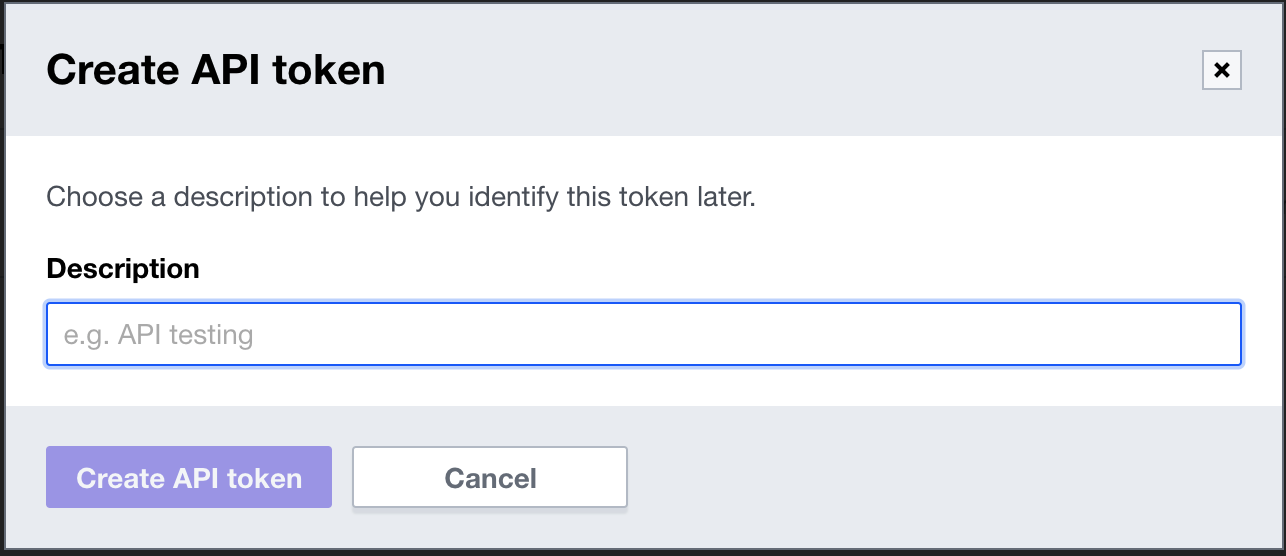 Create API token
Choose a description to help you identify this token later.
Description
e.g. API testing
Create API token
Cancel